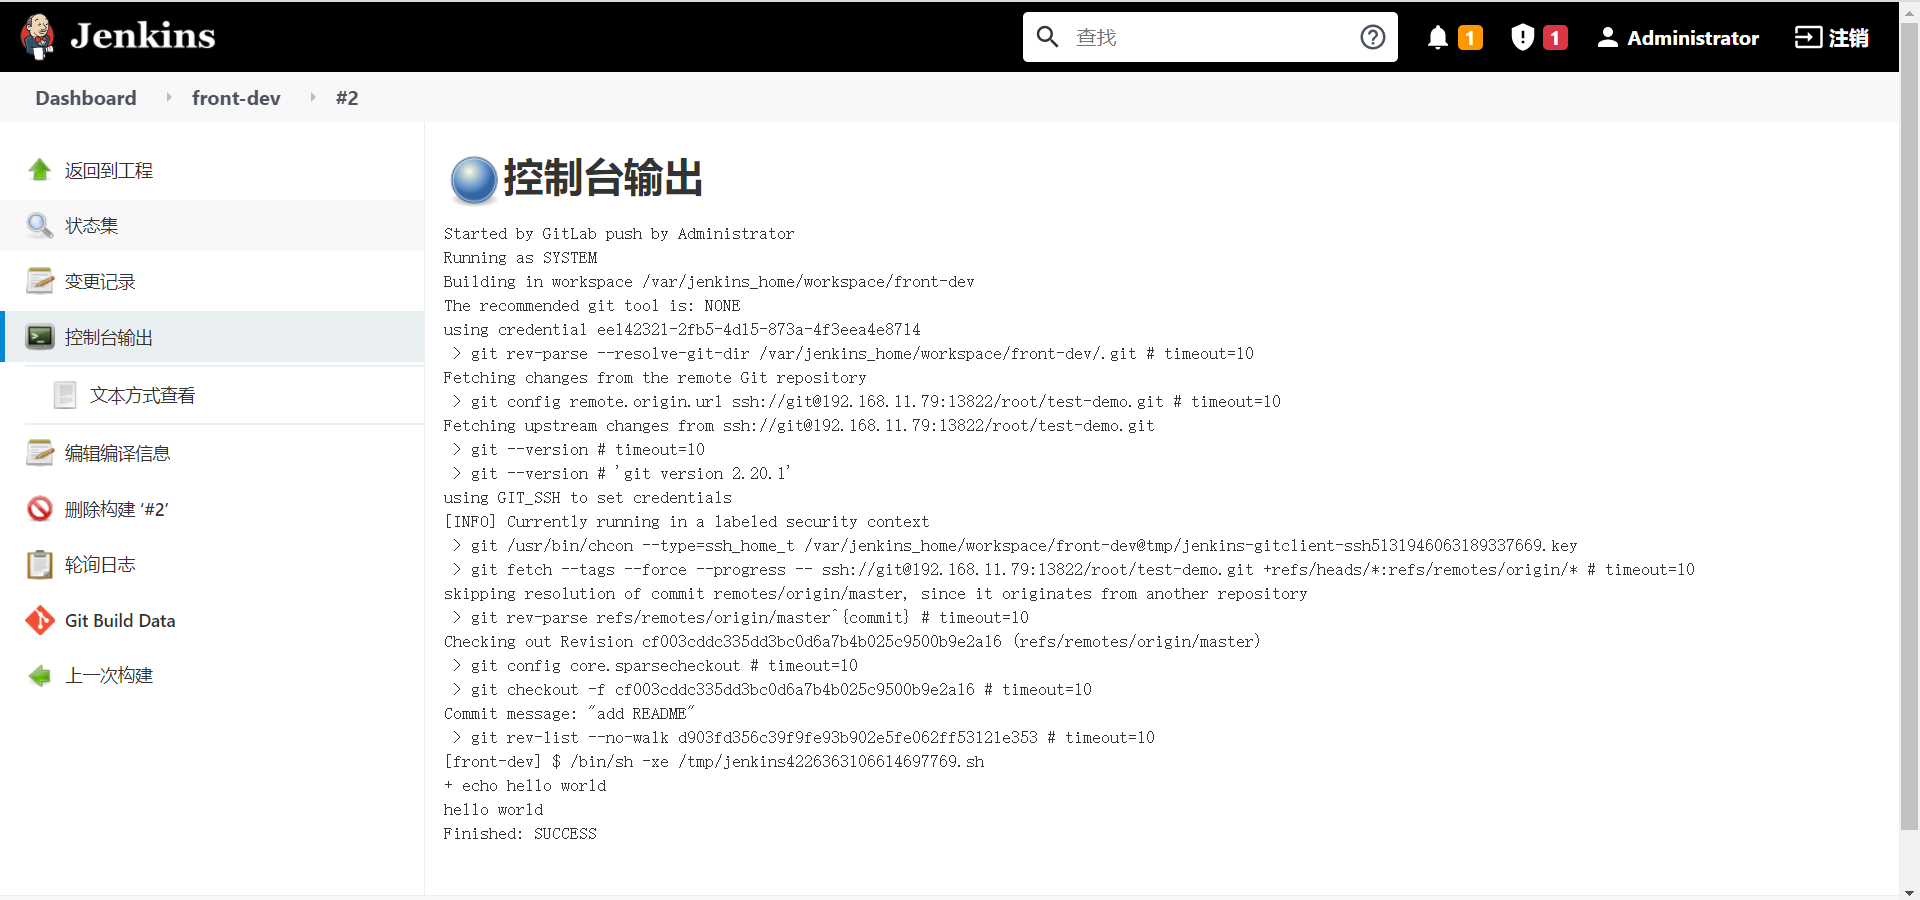 Jenkins
查找
1
1
Administrator
注销
Dashboard
front-dev
#2
返回到工程
状态集
变更记录
控制台输出
文本方式查看
编辑编译信息
删除构建 ‘#2’
轮询日志
Git Build Data
上一次构建
控制台输出
Started by GitLab push by Administrator
Running as SYSTEM
Building in workspace /var/jenkins_home/workspace/front-dev
The recommended git tool is: NONE
using credential ee142321-2fb5-4d15-873a-4f3eea4e8714
 > git rev-parse --resolve-git-dir /var/jenkins_home/workspace/front-dev/.git # timeout=10
Fetching changes from the remote Git repository
 > git config remote.origin.url ssh://git@192.168.11.79:13822/root/test-demo.git # timeout=10
Fetching upstream changes from ssh://git@192.168.11.79:13822/root/test-demo.git
 > git --version # timeout=10
 > git --version # 'git version 2.20.1'
using GIT_SSH to set credentials
[INFO] Currently running in a labeled security context
 > git /usr/bin/chcon --type=ssh_home_t /var/jenkins_home/workspace/front-dev@tmp/jenkins-gitclient-ssh5131946063189337669.key
 > git fetch --tags --force --progress -- ssh://git@192.168.11.79:13822/root/test-demo.git +refs/heads/*:refs/remotes/origin/* # timeout=10
skipping resolution of commit remotes/origin/master, since it originates from another repository
 > git rev-parse refs/remotes/origin/master^{commit} # timeout=10
Checking out Revision cf003cddc335dd3bc0d6a7b4b025c9500b9e2a16 (refs/remotes/origin/master)
 > git config core.sparsecheckout # timeout=10
 > git checkout -f cf003cddc335dd3bc0d6a7b4b025c9500b9e2a16 # timeout=10
Commit message: "add README"
 > git rev-list --no-walk d903fd356c39f9fe93b902e5fe062ff53121e353 # timeout=10
[front-dev] $ /bin/sh -xe /tmp/jenkins4226363106614697769.sh
+ echo hello world
hello world
Finished: SUCCESS